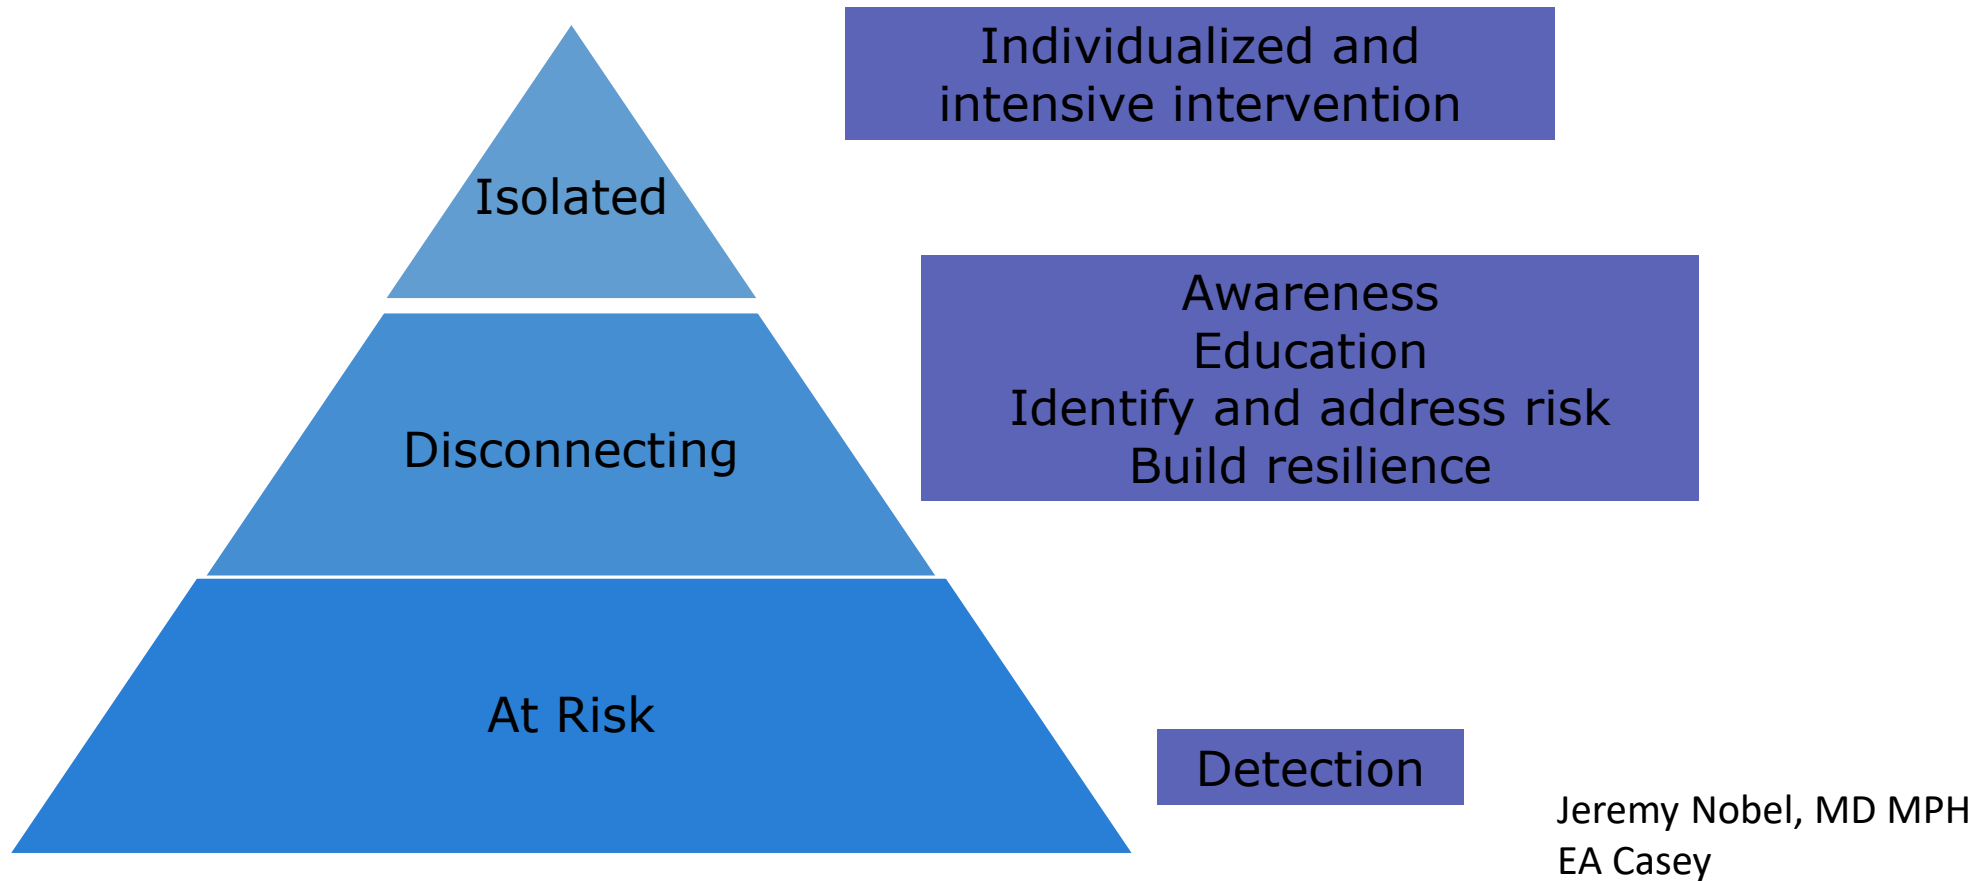 Individualized and
intensive intervention
Isolated
Awareness
Education
Identify and address risk
Build resilience
Disconnecting
At Risk
Detection
Jeremy Nobel, MD MPH
EA Casey